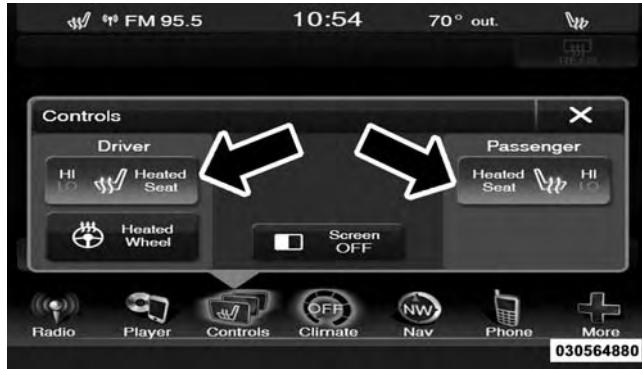 FM 95.5 10:54 70° out.
REAR
Controls
Driver Passenger
HI Heated Heated HI
LO Seat Seat LO
Heated
Wheel
Screen
OFF
OFF NW
Radio Player Controls Climate Nav Phone More
030564880